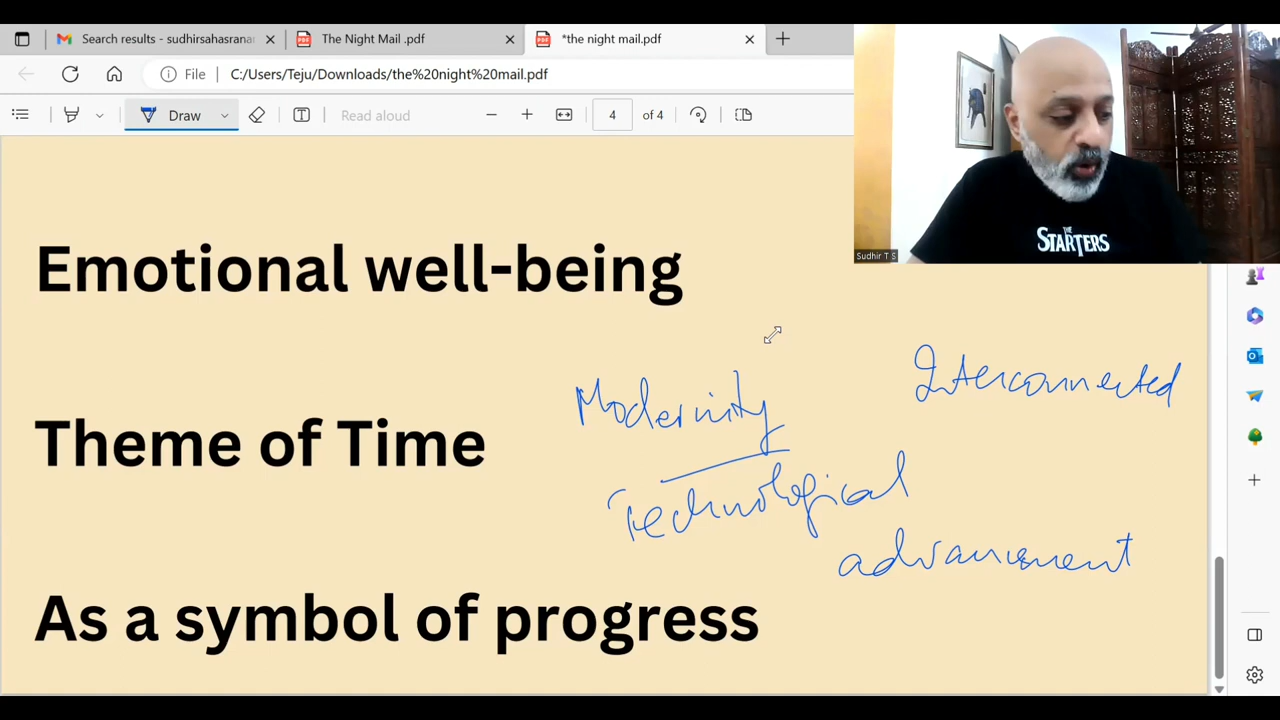 Search results - sudhirsahasranan
The Night Mail .pdf
*the night mail.pdf
File
C:/Users/Teju/Downloads/the%20night%20mail.pdf
Draw
Read aloud
4 of 4
THE
STARTERS
Sudhir T S
Emotional well-being
Interconnected
Modernity
Theme of Time
Technological
advancement
As a symbol of progress